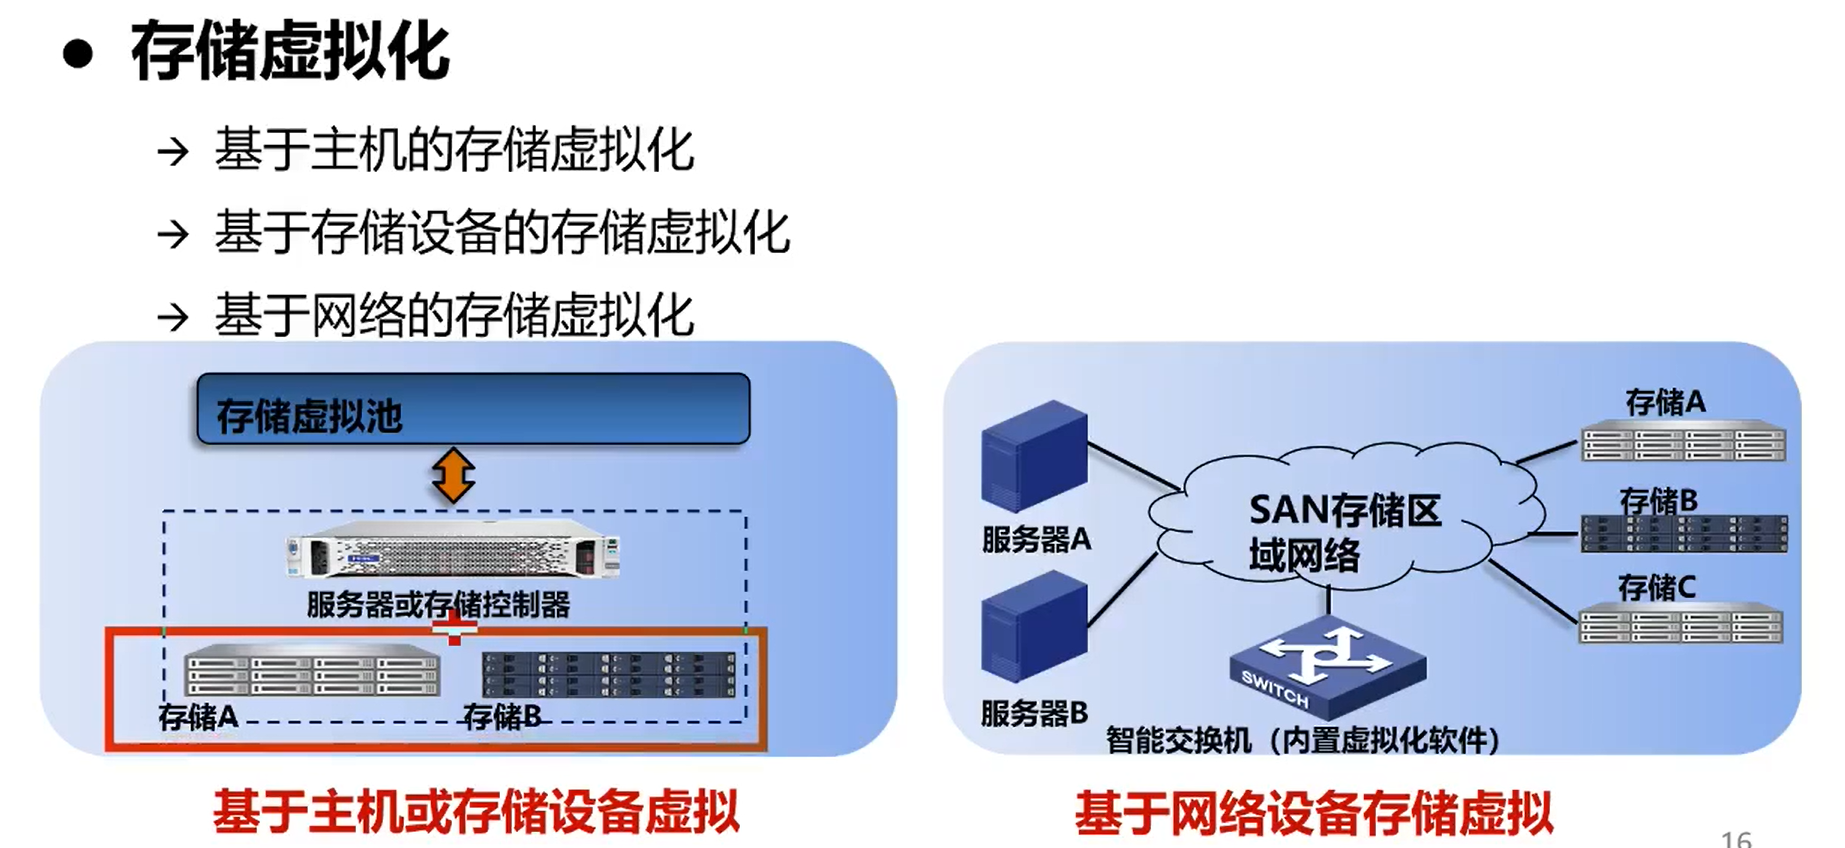 ● 存储虚拟化
→ 基于主机的存储虚拟化
→ 基于存储设备的存储虚拟化
→ 基于网络的存储虚拟化
存储虚拟池
服务器或存储控制器
存储A
存储B
基于主机或存储设备虚拟
服务器A
服务器B
SAN存储区
域网络
存储A
存储B
存储C
SWITCH
智能交换机（内置虚拟化软件）
基于网络设备存储虚拟
16